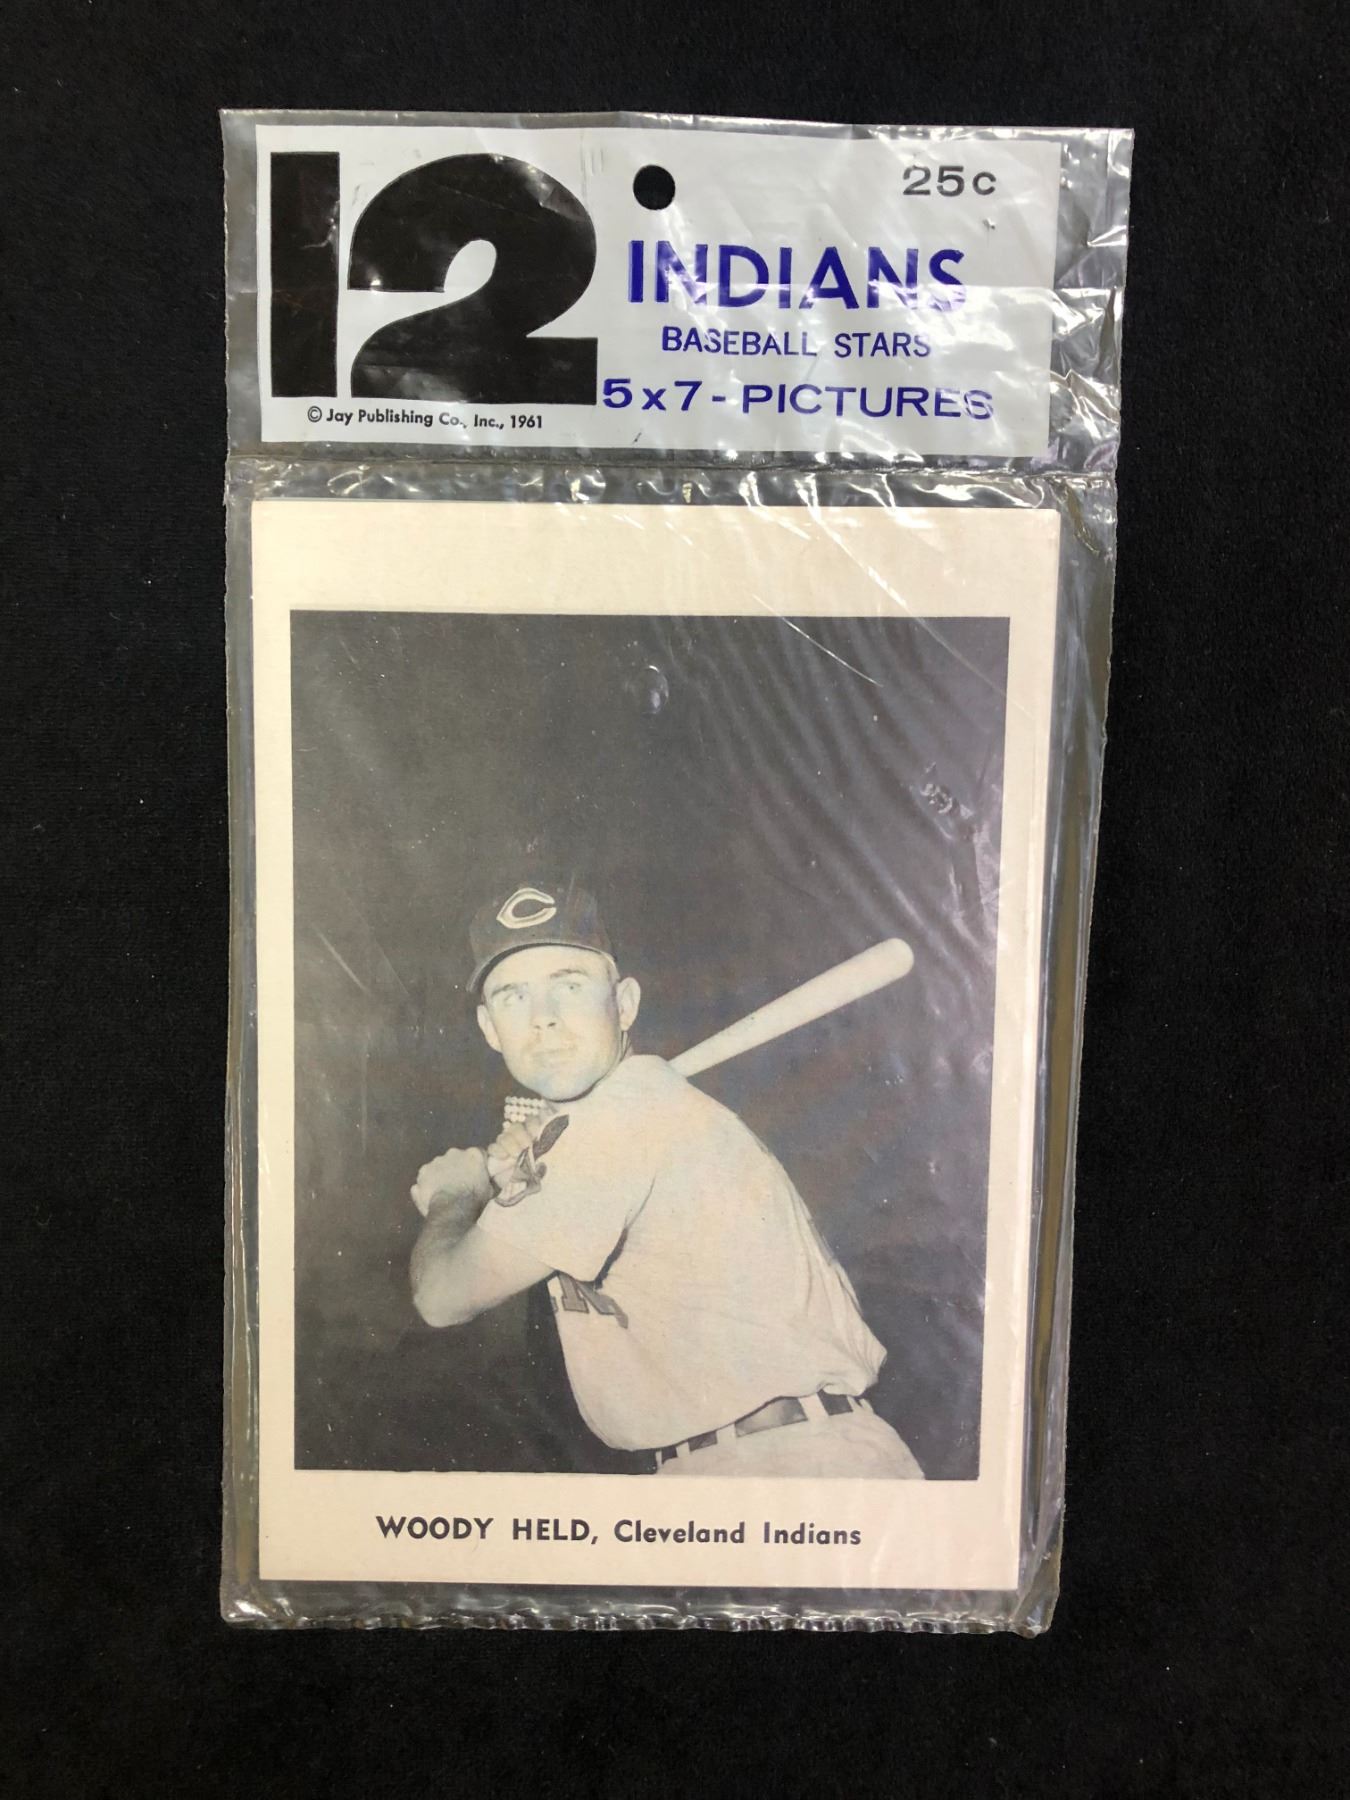 12
25c
INDIANS
BASEBALL STARS
5x7 - PICTURES
© Jay Publishing Co., Inc., 1961
C
WOODY HELD, Cleveland Indians